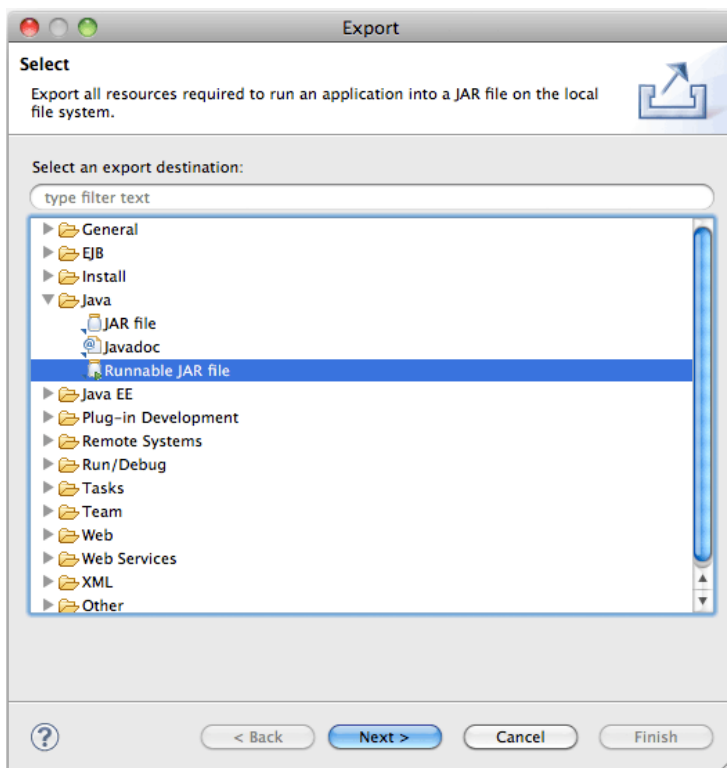 Export
Select
Export all resources required to run an application into a JAR file on the local
file system.
Select an export destination:
type filter text
General
EJB
Install
Java
JAR file
Javadoc
Runnable JAR file
Java EE
Plug-in Development
Remote Systems
Run/Debug
Tasks
Team
Web
Web Services
XML
Other
?
< Back
Next >
Cancel
Finish